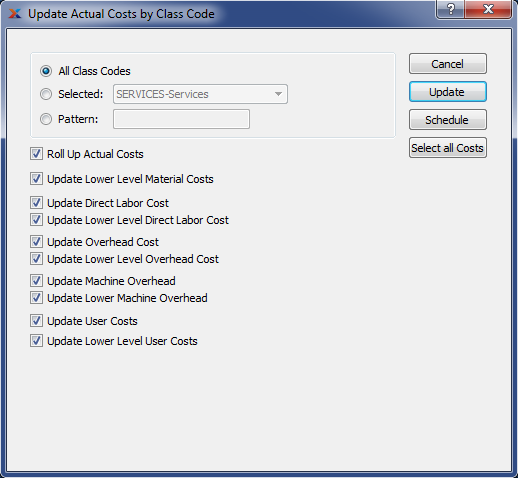 Update Actual Costs by Class Code
?
All Class Codes
Selected: SERVICES-Services
Pattern:
Cancel
Update
Schedule
Select all Costs
Roll Up Actual Costs
Update Lower Level Material Costs
Update Direct Labor Cost
Update Lower Level Direct Labor Cost
Update Overhead Cost
Update Lower Level Overhead Cost
Update Machine Overhead
Update Lower Machine Overhead
Update User Costs
Update Lower Level User Costs